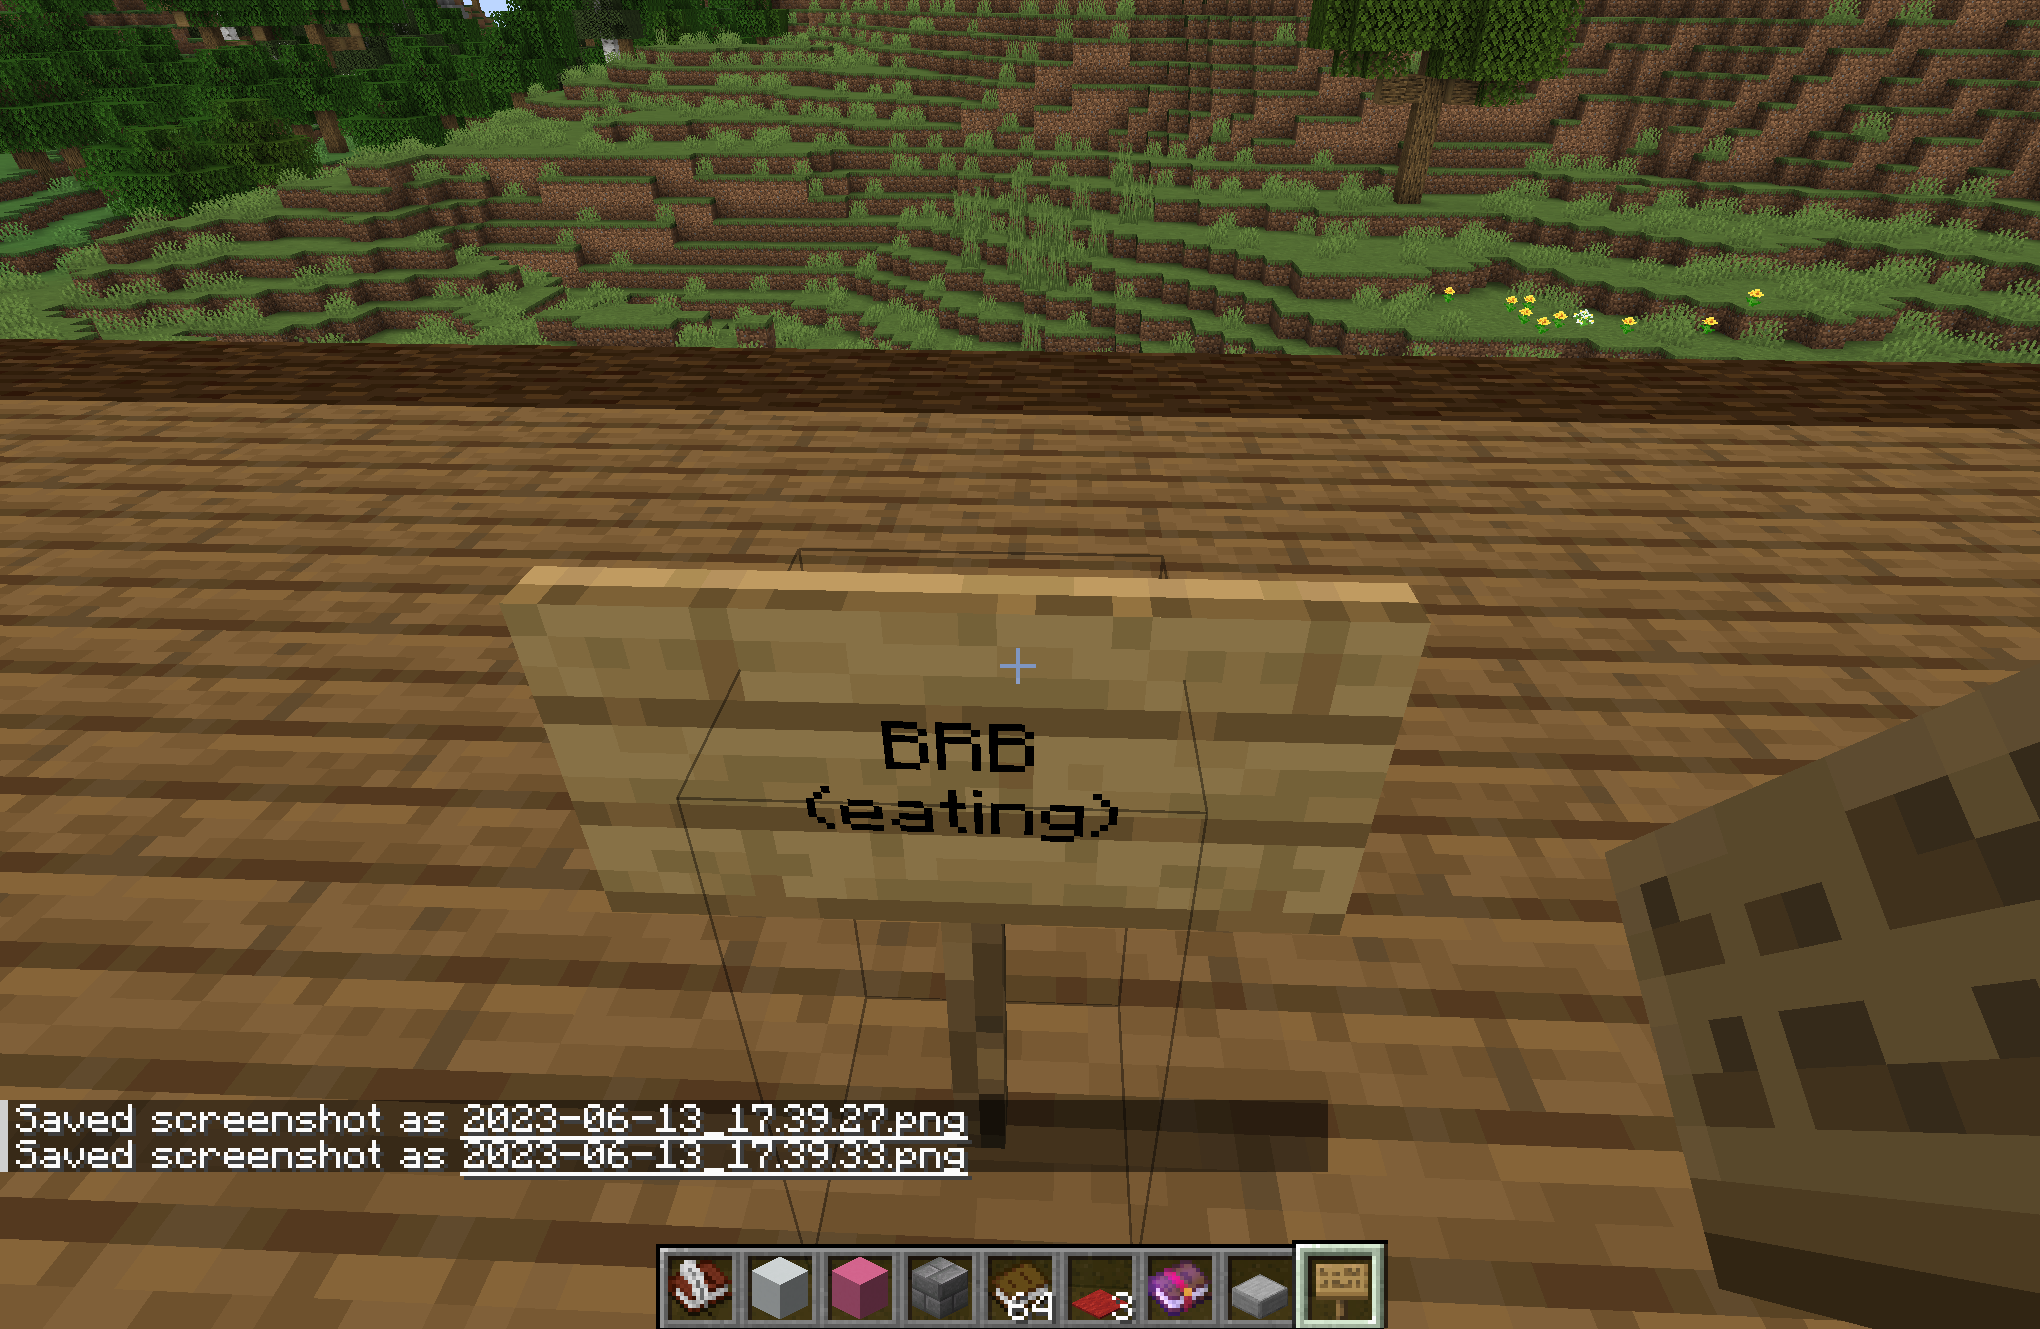 (eating)
Saved screenshot as 2023-06-13_17.39.27.png
Saved screenshot as 2023-06-13_17.39.33.png
64 3